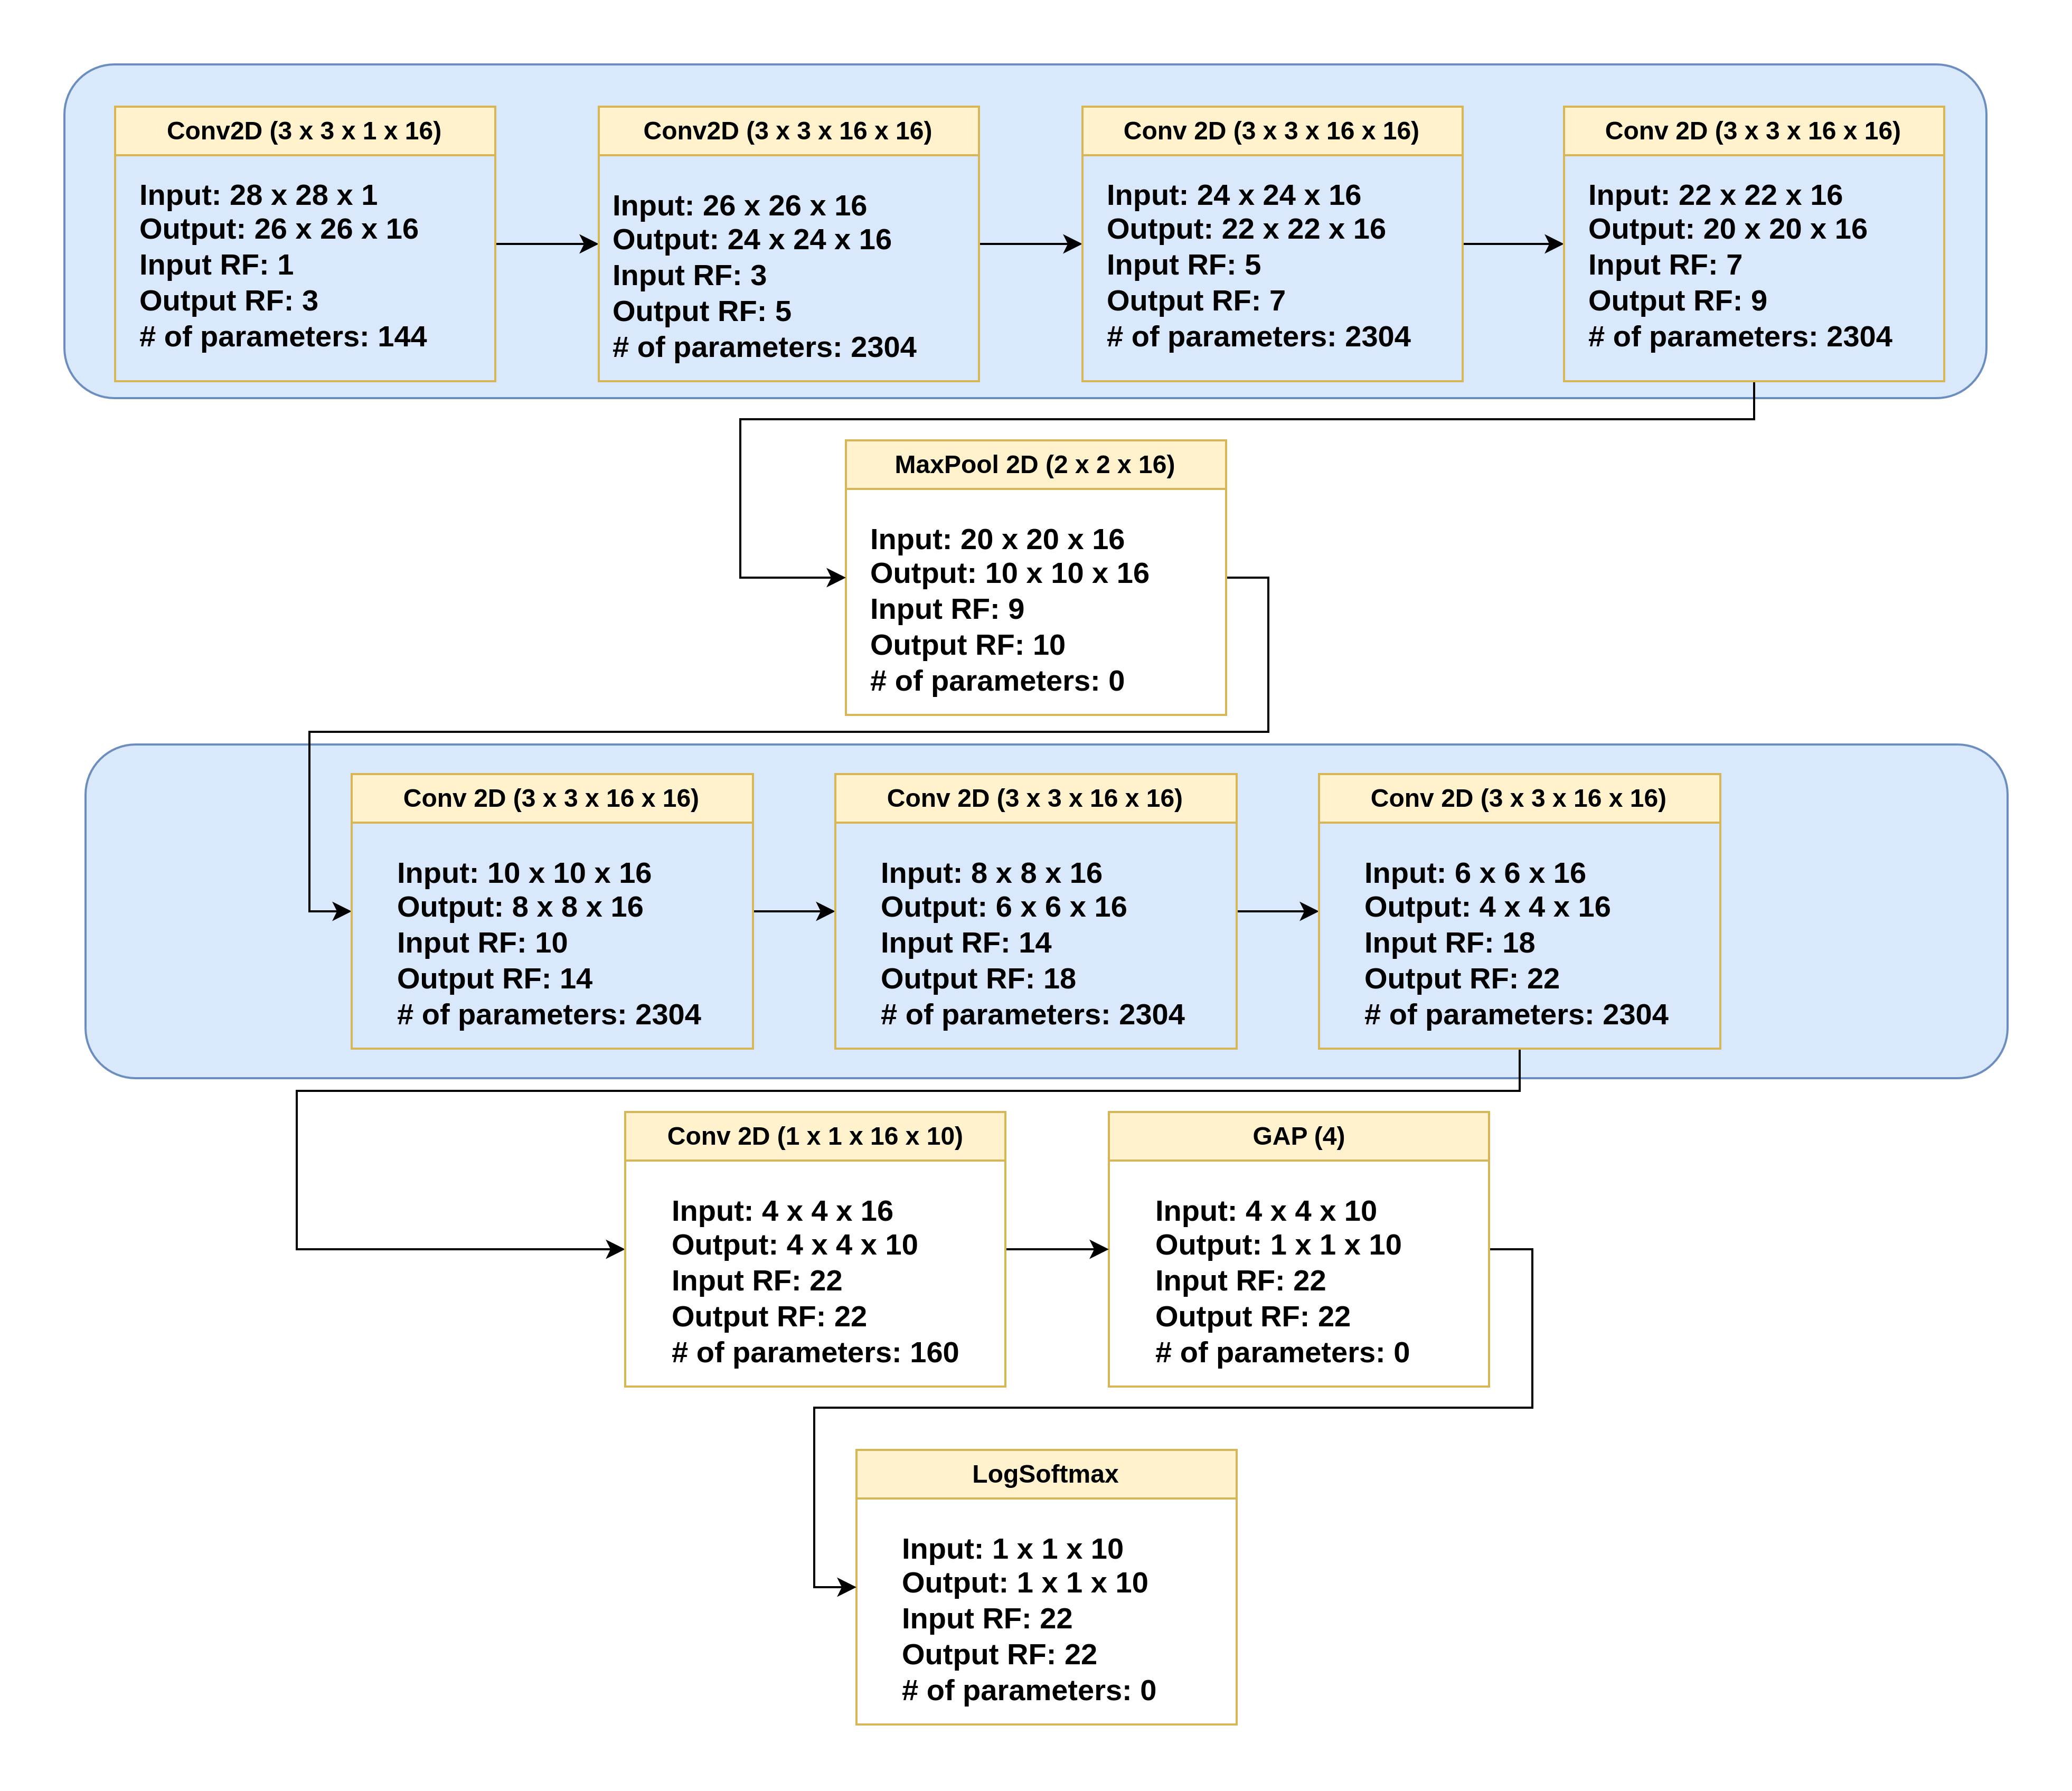 Conv2D (3 x 3 x 1 x 16)
Input: 28 x 28 x 1
Output: 26 x 26 x 16
Input RF: 1
Output RF: 3
# of parameters: 144
Conv2D (3 x 3 x 16 x 16)
Input: 26 x 26 x 16
Output: 24 x 24 x 16
Input RF: 3
Output RF: 5
# of parameters: 2304
Conv 2D (3 x 3 x 16 x 16)
Input: 24 x 24 x 16
Output: 22 x 22 x 16
Input RF: 5
Output RF: 7
# of parameters: 2304
Conv 2D (3 x 3 x 16 x 16)
Input: 22 x 22 x 16
Output: 20 x 20 x 16
Input RF: 7
Output RF: 9
# of parameters: 2304
MaxPool 2D (2 x 2 x 16)
Input: 20 x 20 x 16
Output: 10 x 10 x 16
Input RF: 9
Output RF: 10
# of parameters: 0
Conv 2D (3 x 3 x 16 x 16)
Input: 10 x 10 x 16
Output: 8 x 8 x 16
Input RF: 10
Output RF: 14
# of parameters: 2304
Conv 2D (3 x 3 x 16 x 16)
Input: 8 x 8 x 16
Output: 6 x 6 x 16
Input RF: 14
Output RF: 18
# of parameters: 2304
Conv 2D (3 x 3 x 16 x 16)
Input: 6 x 6 x 16
Output: 4 x 4 x 16
Input RF: 18
Output RF: 22
# of parameters: 2304
Conv 2D (1 x 1 x 16 x 10)
Input: 4 x 4 x 16
Output: 4 x 4 x 10
Input RF: 22
Output RF: 22
# of parameters: 160
GAP (4)
Input: 4 x 4 x 10
Output: 1 x 1 x 10
Input RF: 22
Output RF: 22
# of parameters: 0
LogSoftmax
Input: 1 x 1 x 10
Output: 1 x 1 x 10
Input RF: 22
Output RF: 22
# of parameters: 0